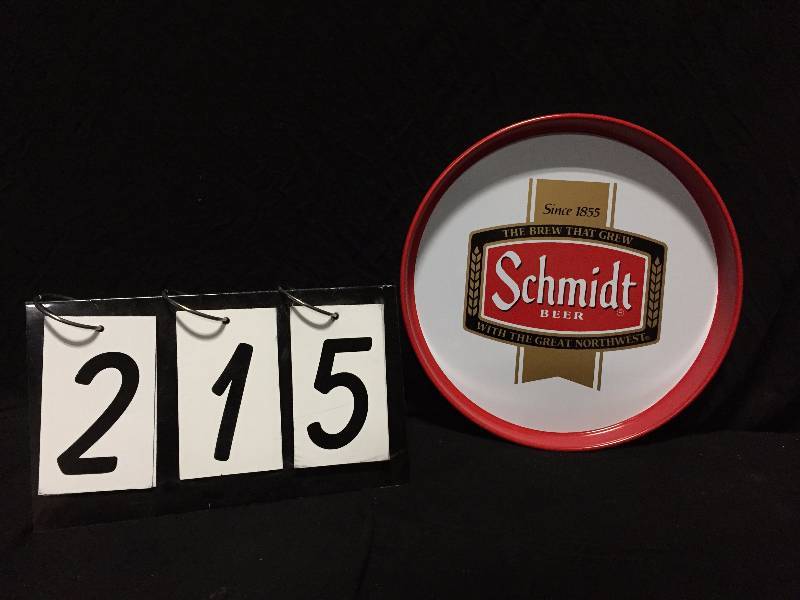 215
Since 1855
THE BREW THAT GREW
Schmidt
BEER
WITH THE GREAT NORTHWEST®